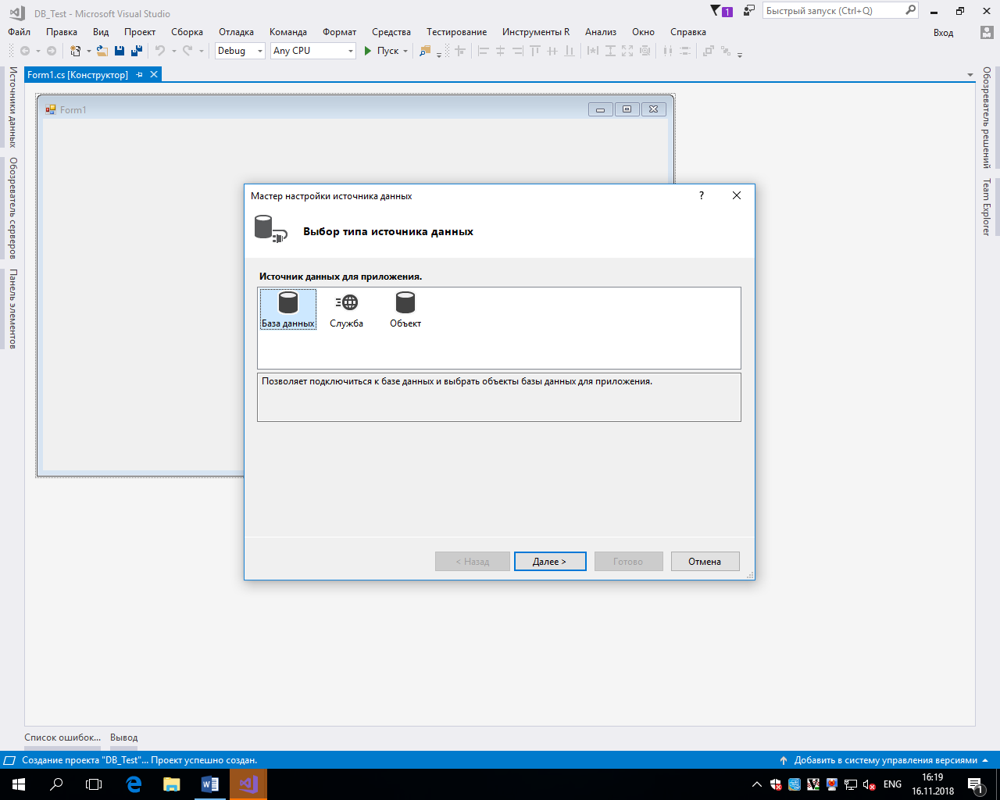 DB_Test - Microsoft Visual Studio
1
Быстрый запуск (Ctrl+Q)
Файл Правка Вид Проект Сборка Отладка Команда Формат Средства Тестирование Инструменты R Анализ Окно Справка Вход
Debug Any CPU Пуск
Form1.cs [Конструктор]
Источники данных
Обозреватель серверов
Панель элементов
Form1
Мастер настройки источника данных
?
Выбор типа источника данных
Источник данных для приложения.
База данных Служба Объект
Позволяет подключиться к базе данных и выбрать объекты базы данных для приложения.
< Назад Далее > Готово Отмена
Обозреватель решений
Team Explorer
Список ошибок... Вывод
Создание проекта "DB_Test"... Проект успешно создан. Добавить в систему управления версиями
ENG
16:19
16.11.2018
1